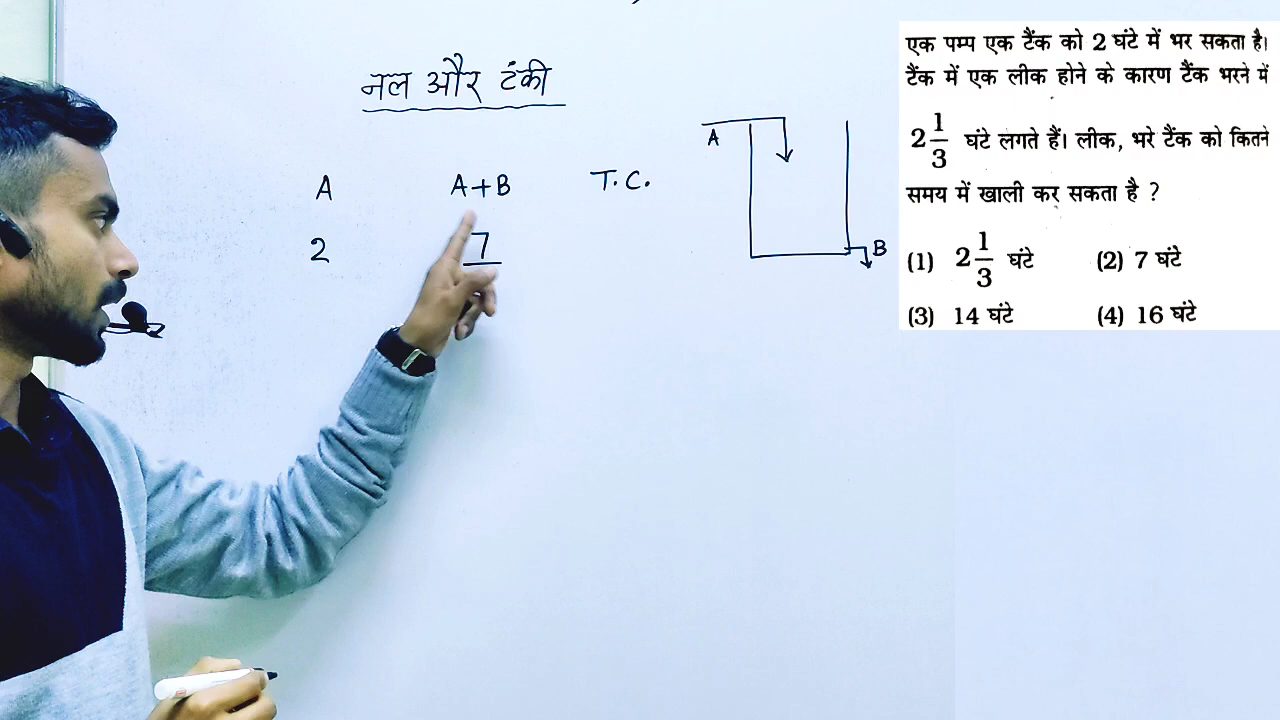 नल और टंकी
A A+B T.C.
2 7
A
B
एक पम्प एक टैंक को 2 घंटे में भर सकता है।
टैंक में एक लीक होने के कारण टैंक भरने में
2 1/3 घंटे लगते हैं। लीक, भरे टैंक को कितने
समय में खाली कर सकता है ?
(1) 2 1/3 घंटे (2) 7 घंटे
(3) 14 घंटे (4) 16 घंटे